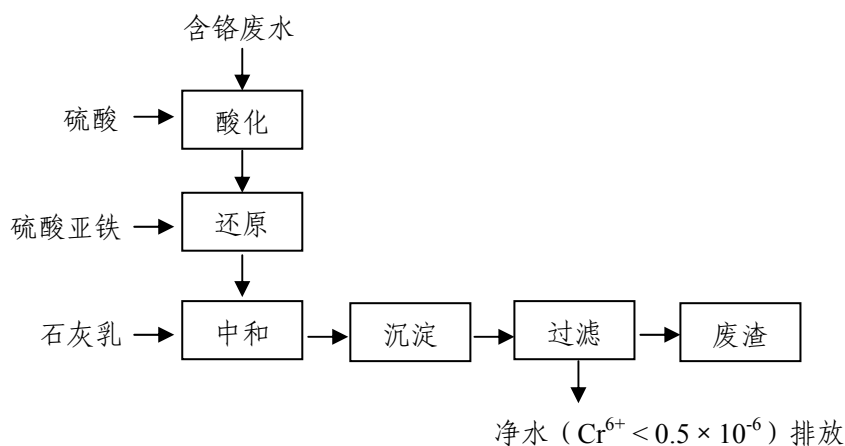 含铬废水
硫酸
酸化
硫酸亚铁
还原
石灰乳
中和
沉淀
过滤
废渣
净水（Cr⁶⁺ < 0.5 × 10⁻⁶）排放